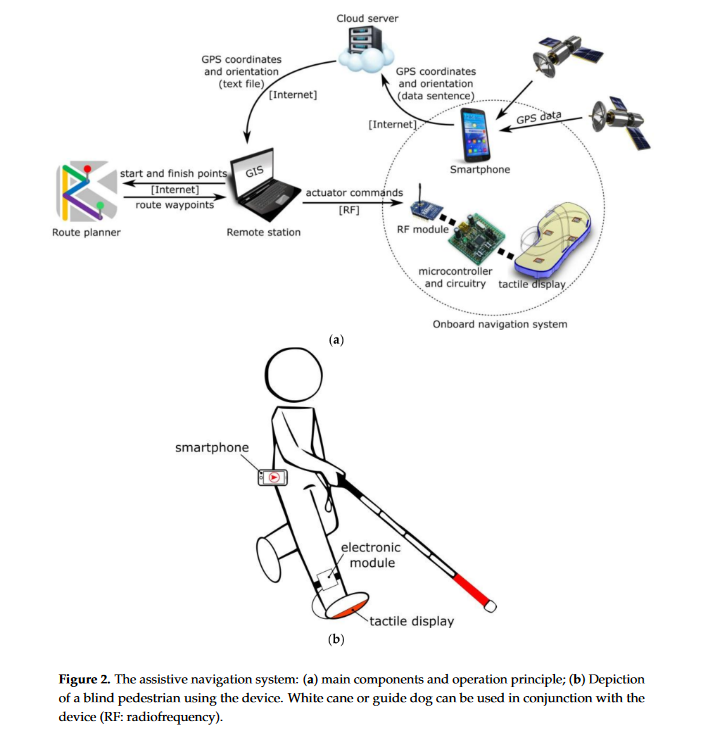 Cloud server
GPS coordinates
and orientation
(text file)
[Internet]
GPS coordinates
and orientation
(data sentence)
[Internet]
GPS data
Smartphone
start and finish points
[Internet]
route waypoints
Route planner
GIS
Remote station
actuator commands
[RF]
RF module
microcontroller
and circuitry
tactile display
Onboard navigation system
(a)
smartphone
electronic
module
tactile display
(b)
Figure 2. The assistive navigation system: (a) main components and operation principle; (b) Depiction
of a blind pedestrian using the device. White cane or guide dog can be used in conjunction with the
device (RF: radiofrequency).